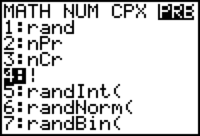 MATH NUM CPX PRB
1:rand
2:nPr
3:nCr
4:!
5:randInt(
6:randNorm(
7:randBin(